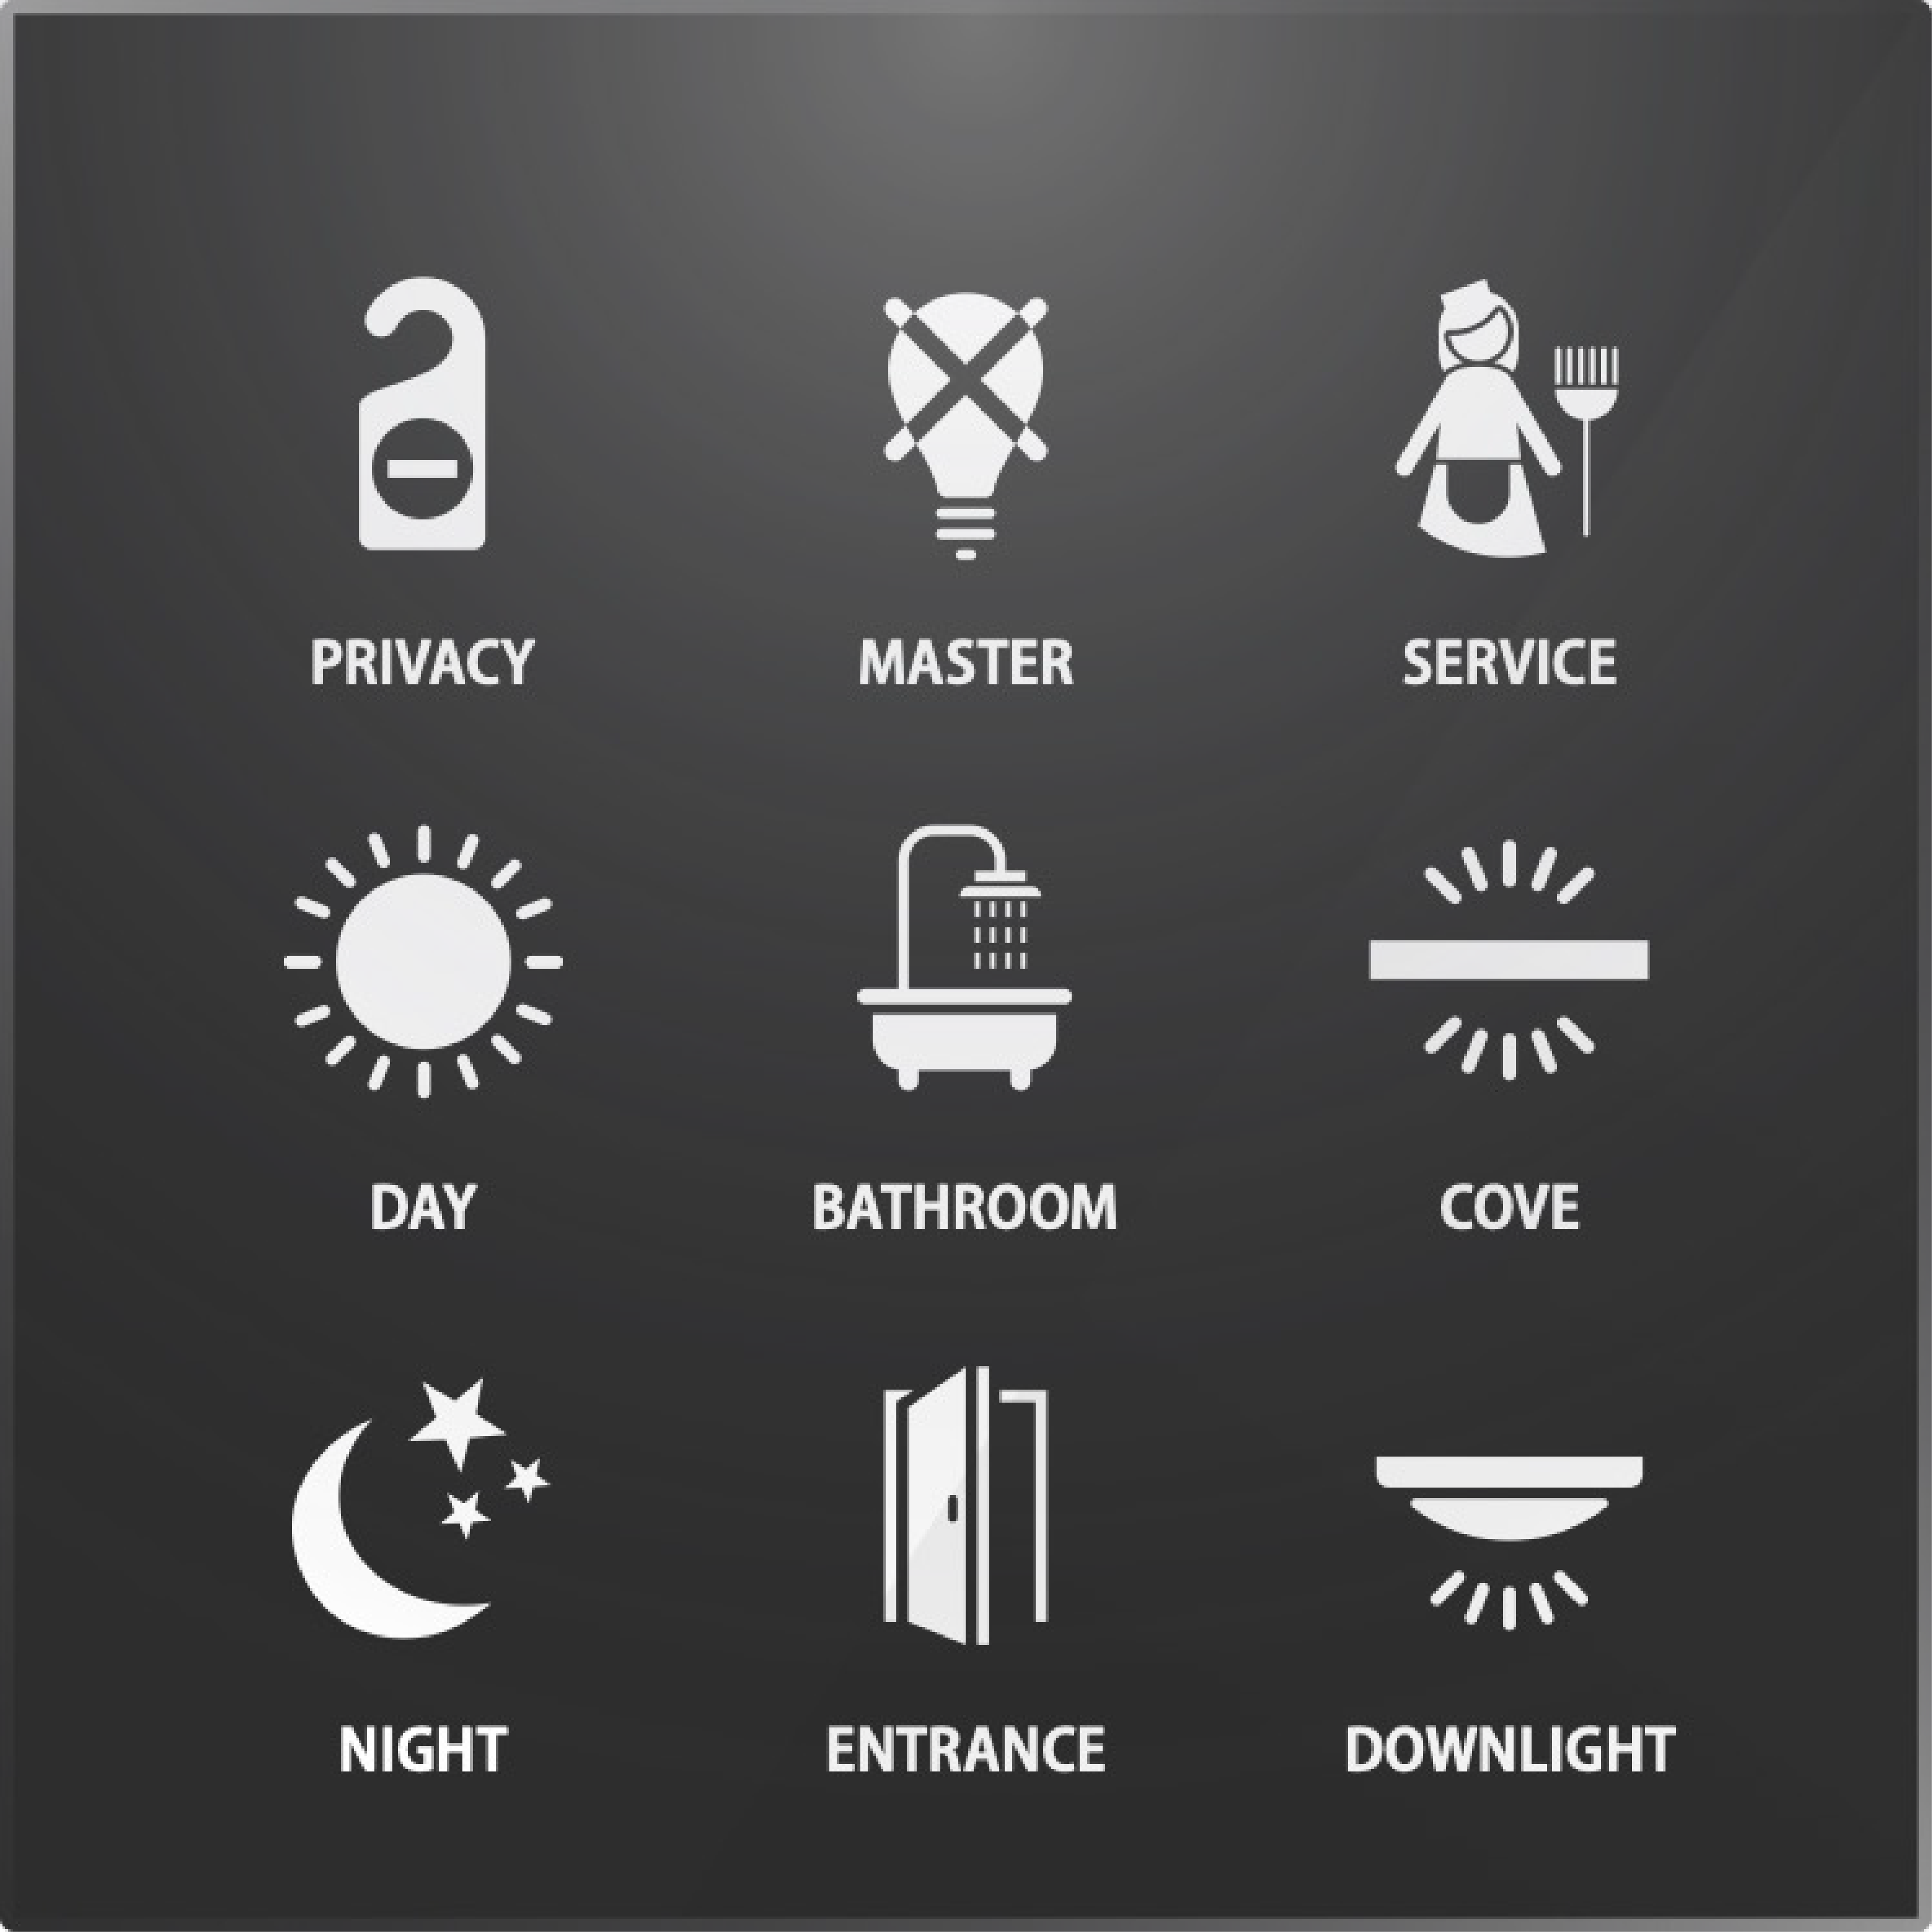 PRIVACY
MASTER
SERVICE
DAY
BATHROOM
COVE
NIGHT
ENTRANCE
DOWNLIGHT